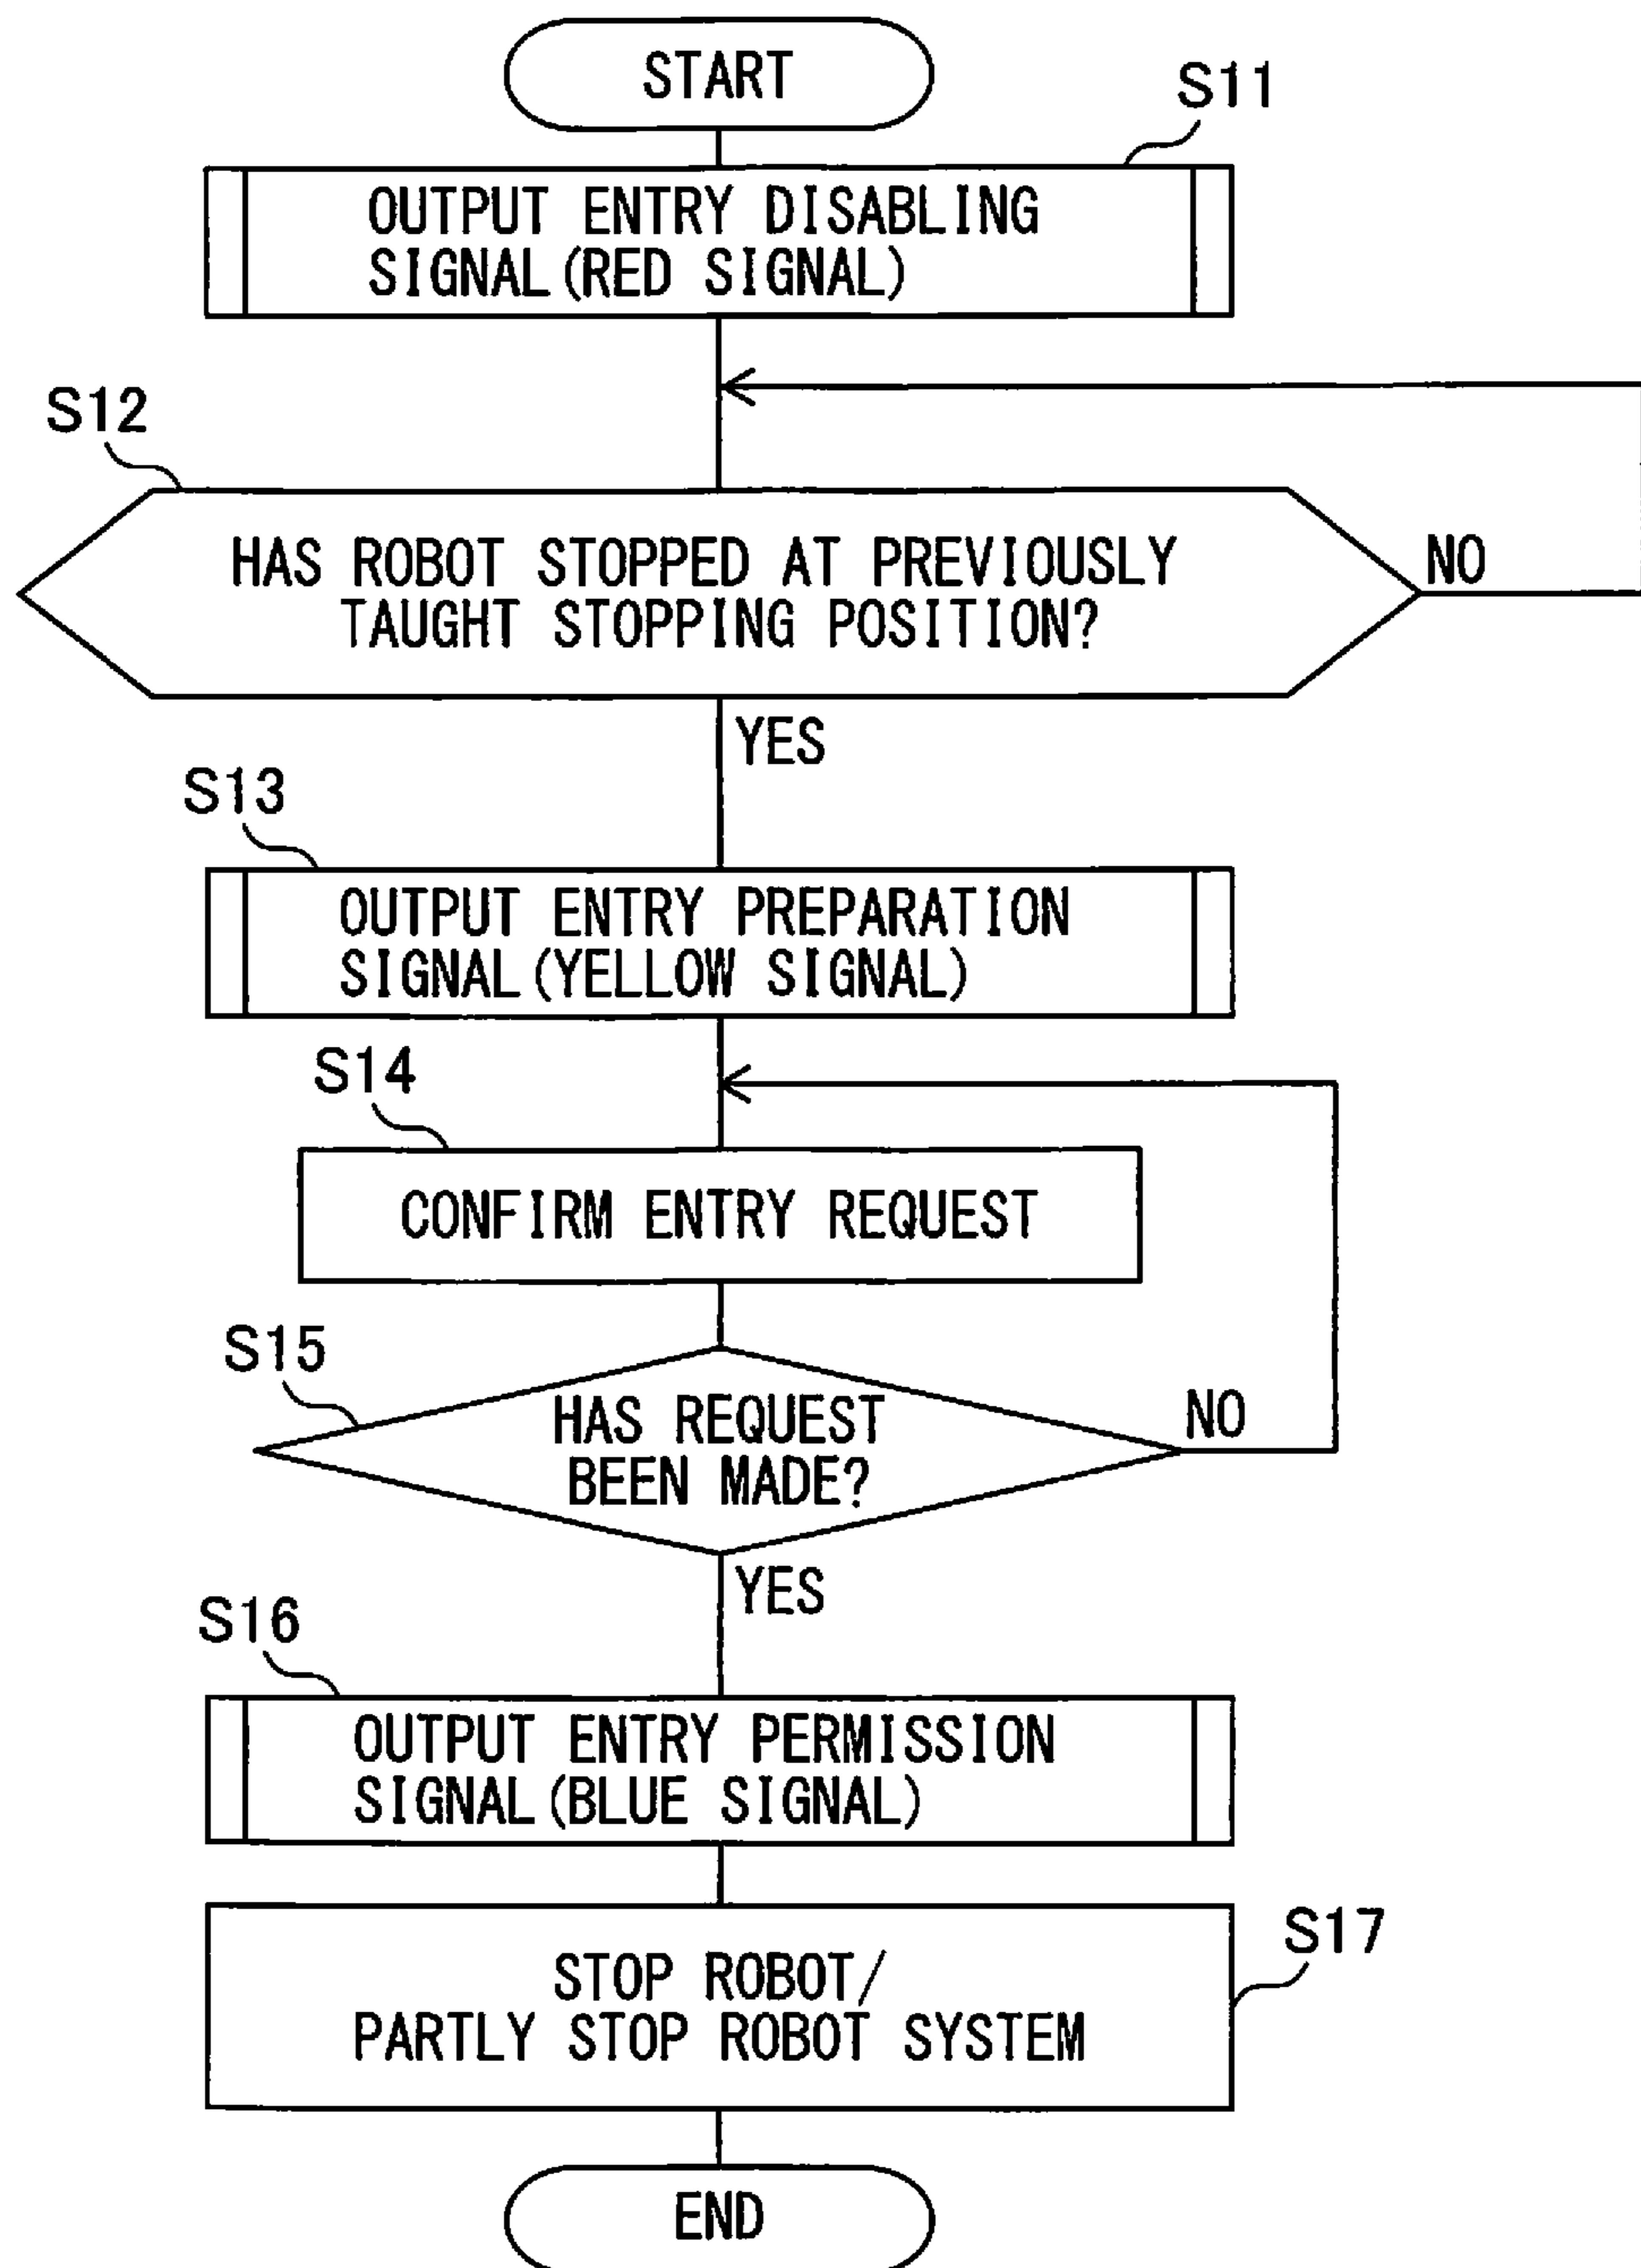 START
S11
OUTPUT ENTRY DISABLING
SIGNAL(RED SIGNAL)
S12
HAS ROBOT STOPPED AT PREVIOUSLY
TAUGHT STOPPING POSITION?
NO
YES
S13
OUTPUT ENTRY PREPARATION
SIGNAL(YELLOW SIGNAL)
S14
CONFIRM ENTRY REQUEST
S15
HAS REQUEST
BEEN MADE?
NO
YES
S16
OUTPUT ENTRY PERMISSION
SIGNAL(BLUE SIGNAL)
S17
STOP ROBOT/
PARTLY STOP ROBOT SYSTEM
END